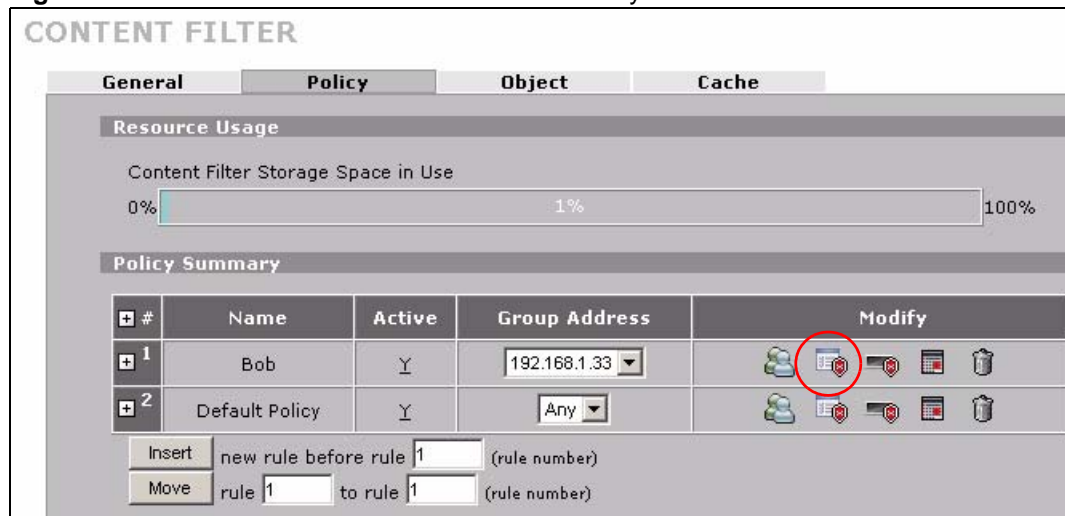 CONTENT FILTER
General Policy Object Cache
Resource Usage
Content Filter Storage Space in Use
0% 1% 100%
Policy Summary
# Name Active Group Address Modify
1 Bob Y 192.168.1.33
2 Default Policy Y Any
Insert new rule before rule 1 (rule number)
Move rule 1 to rule 1 (rule number)